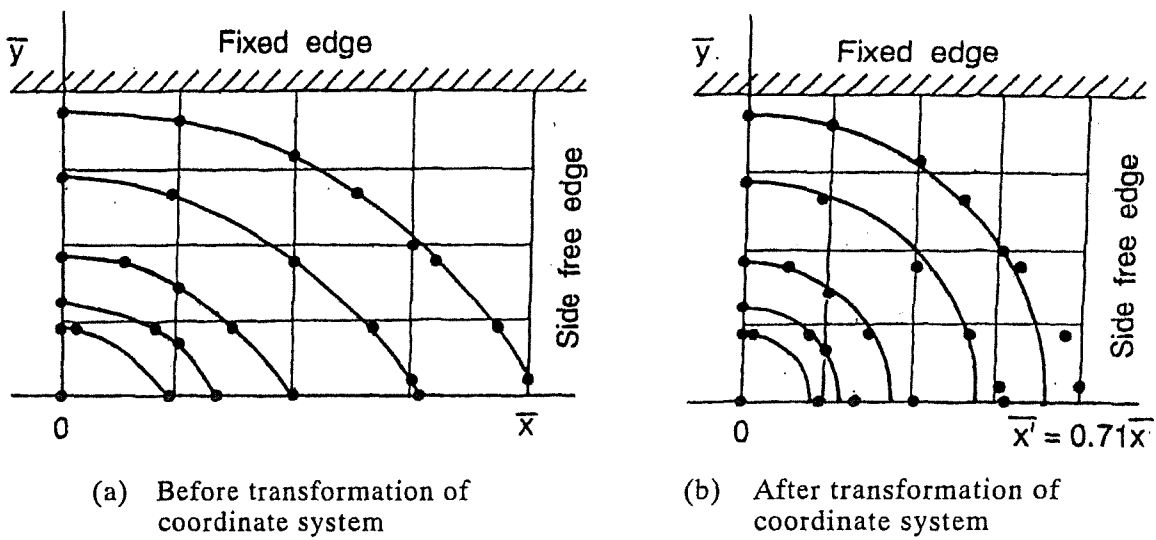 y̅
Fixed edge
Side free edge
0
x̅
(a) Before transformation of
coordinate system
y̅
Fixed edge
Side free edge
0
x̅' = 0.71x̅
(b) After transformation of
coordinate system